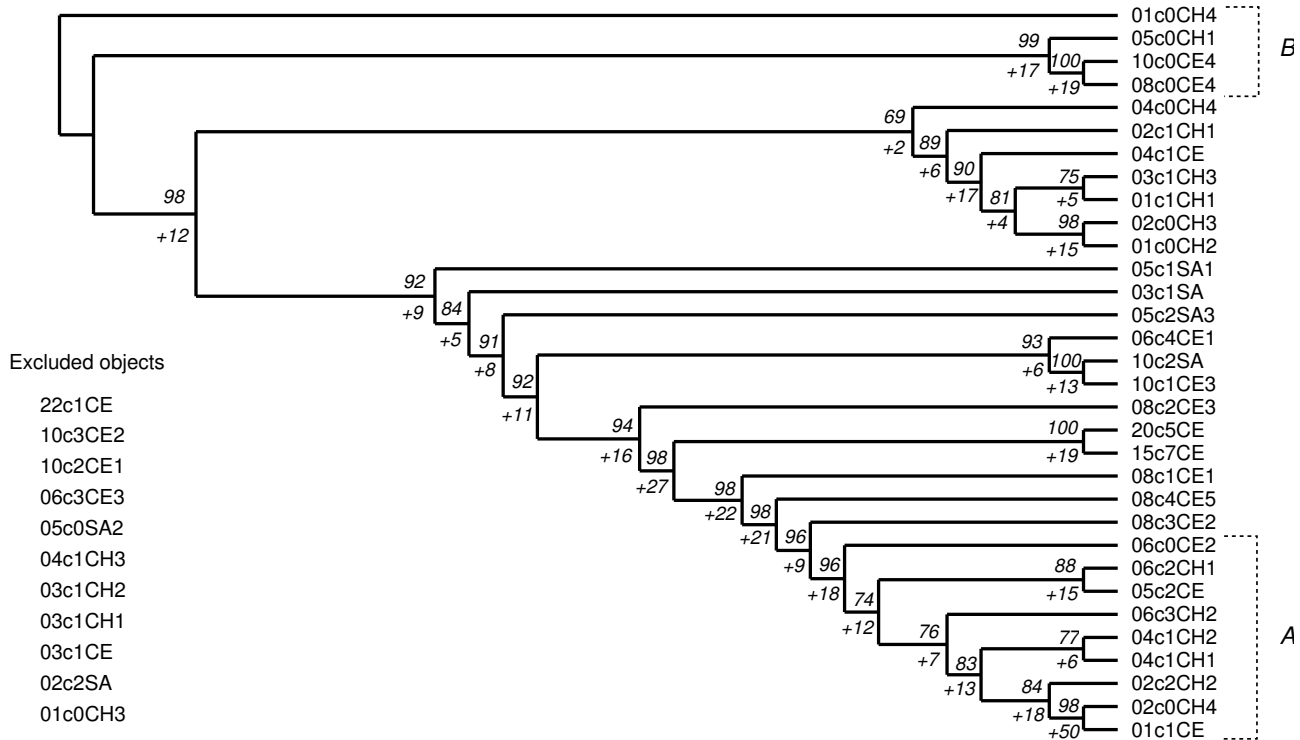 01c0CH4
05c0CH1
99
B
100
10c0CE4
+17
+19
08c0CE4
04c0CH4
69
02c1CH1
+2
89
04c1CE
+6
90
03c1CH3
75
+17
81
+5
01c1CH1
98
+4
98
02c0CH3
+12
+15
01c0CH2
05c1SA1
92
03c1SA
+9
84
05c2SA3
+5
91
06c4CE1
93
Excluded objects
+8
92
+6
100
10c2SA
+13
10c1CE3
22c1CE
+11
08c2CE3
94
100
20c5CE
10c3CE2
+16
98
+19
15c7CE
10c2CE1
+27
98
08c1CE1
06c3CE3
+22
98
08c4CE5
05c0SA2
+21
96
08c3CE2
04c1CH3
+9
96
06c0CE2
03c1CH2
+18
74
88
06c2CH1
+15
05c2CE
03c1CH1
+12
76
06c3CH2
03c1CE
+7
83
77
04c1CH2
A
+6
04c1CH1
02c2SA
+13
84
02c2CH2
01c0CH3
+18
98
02c0CH4
+50
01c1CE